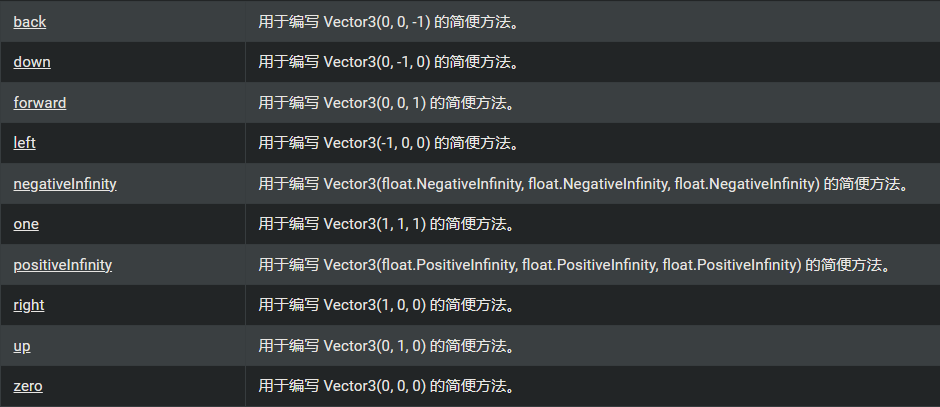 back 用于编写 Vector3(0, 0, -1) 的简便方法。
down 用于编写 Vector3(0, -1, 0) 的简便方法。
forward 用于编写 Vector3(0, 0, 1) 的简便方法。
left 用于编写 Vector3(-1, 0, 0) 的简便方法。
negativeInfinity 用于编写 Vector3(float.NegativeInfinity, float.NegativeInfinity, float.NegativeInfinity) 的简便方法。
one 用于编写 Vector3(1, 1, 1) 的简便方法。
positiveInfinity 用于编写 Vector3(float.PositiveInfinity, float.PositiveInfinity, float.PositiveInfinity) 的简便方法。
right 用于编写 Vector3(1, 0, 0) 的简便方法。
up 用于编写 Vector3(0, 1, 0) 的简便方法。
zero 用于编写 Vector3(0, 0, 0) 的简便方法。